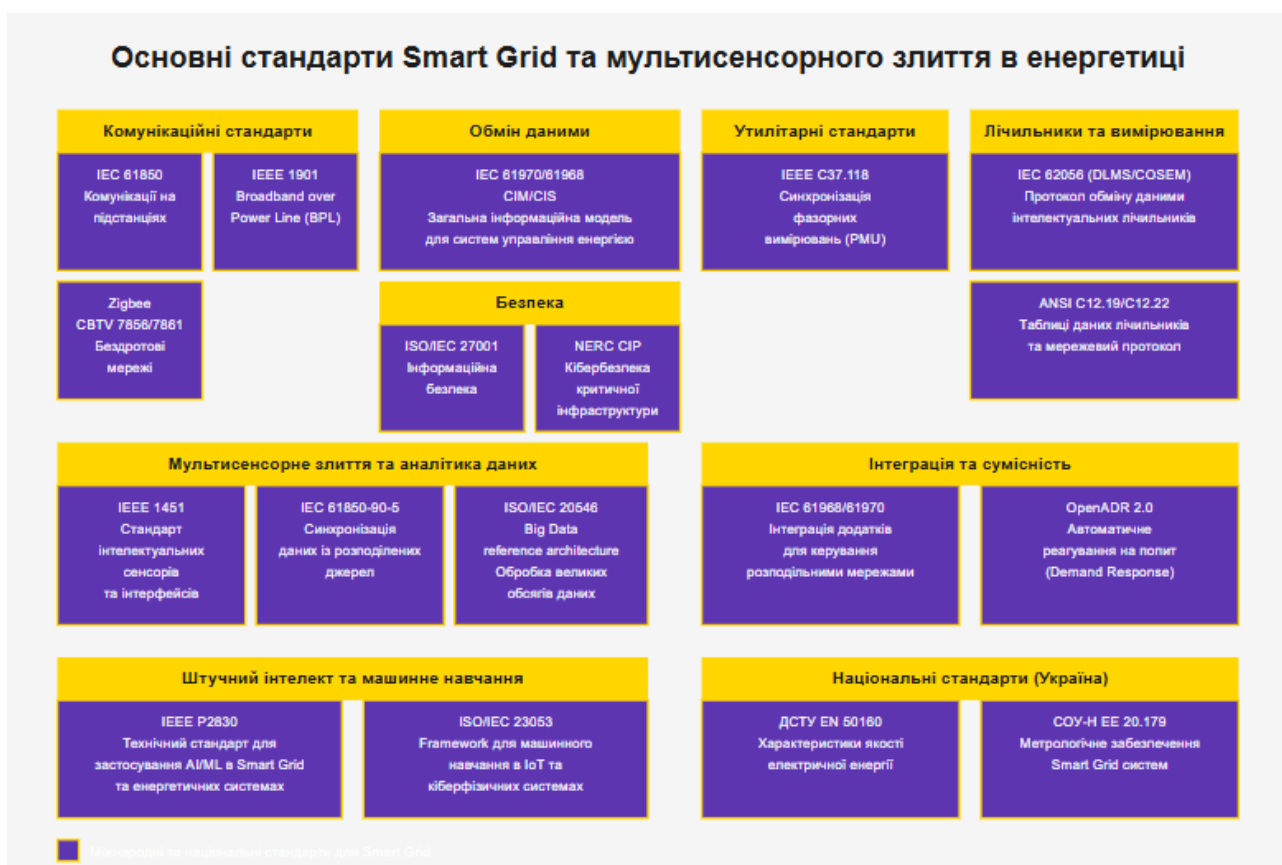 Основні стандарти Smart Grid та мультисенсорного злиття в енергетиці
Комунікаційні стандарти
IEC 61850
Комунікації на
підстанціях
IEEE 1901
Broadband over
Power Line (BPL)
Zigbee
СВТV 7856/7861
Бездротові
мережі
Обмін даними
IEC 61970/61968
CIM/CIS
Загальна інформаційна модель
для систем управління енергією
Безпека
ISO/IEC 27001
Інформаційна
безпека
NERC CIP
Кібербезпека
критичної
інфраструктури
Утилітарні стандарти
IEEE C37.118
Синхронізація
фазорних
вимірювань (PMU)
Лічильники та вимірювання
IEC 62056 (DLMS/COSEM)
Протокол обміну даними
інтелектуальних лічильників
ANSI C12.19/C12.22
Таблиці даних лічильників
та мережевий протокол
Мультисенсорне злиття та аналітика даних
IEEE 1451
Стандарт
інтелектуальних
сенсорів
та інтерфейсів
IEC 61850-90-5
Синхронізація
даних із розподілених
джерел
ISO/IEC 20546
Big Data
reference architecture
Обробка великих
обсягів даних
Інтеграція та сумісність
IEC 61968/61970
Інтеграція додатків
для керування
розподільними мережами
OpenADR 2.0
Автоматичне
реагування на попит
(Demand Response)
Штучний інтелект та машинне навчання
IEEE P2830
Технічний стандарт для
застосування AI/ML в Smart Grid
та енергетичних системах
ISO/IEC 23053
Framework для машинного
навчання в IoT та
кіберфізичних системах
Національні стандарти (Україна)
ДСТУ EN 50160
Характеристики якості
електричної енергії
СОУ-Н ЕЕ 20.179
Метрологічне забезпечення
Smart Grid систем
Міжнародні та національні стандарти для Smart Grid